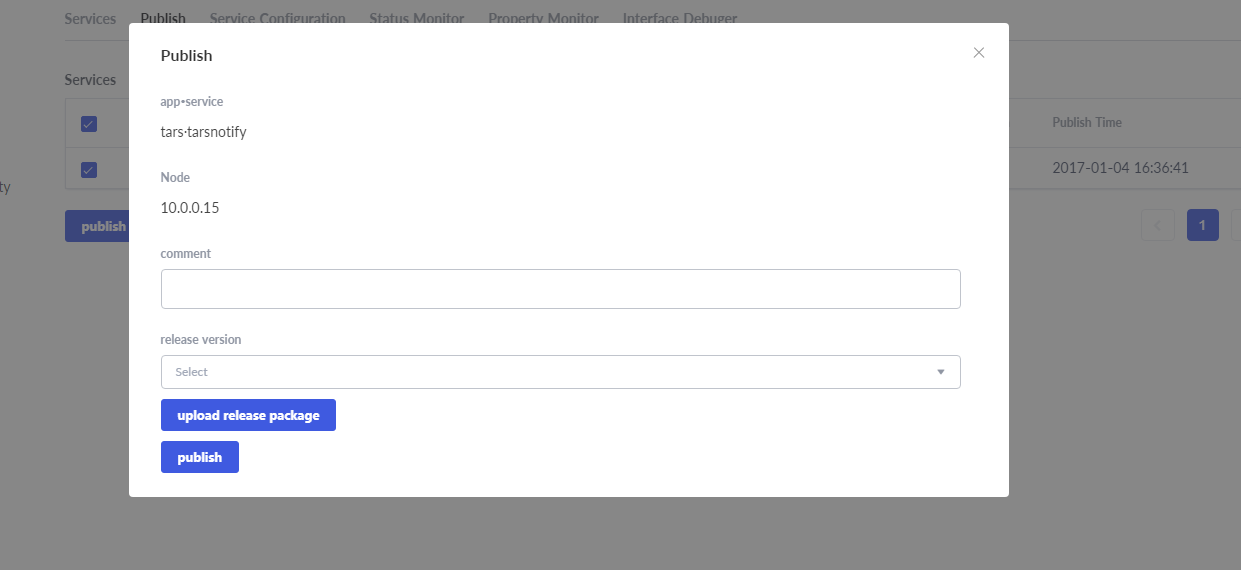 Services Publish Service Configuration Status Monitor Property Monitor Interface Debuger
Publish
Services
app·service
Publish Time
tars·tarsnotify
2017-01-04 16:36:41
Node
ty
10.0.0.15
publish
1
comment
release version
Select
upload release package
publish